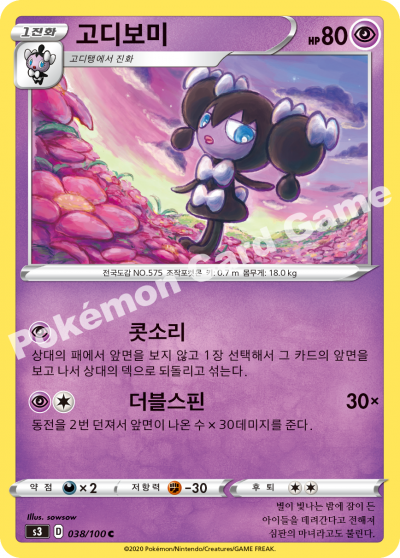 1진화
고디보미
HP 80
고디탱에서 진화
Pokémon Card Game
전국도감 NO.575 조작포켓몬 키: 0.7 m 몸무게: 18.0 kg
콧소리
상대의 패에서 앞면을 보지 않고 1장 선택해서 그 카드의 앞면을
보고 나서 상대의 덱으로 되돌리고 섞는다.
더블스핀 30×
동전을 2번 던져서 앞면이 나온 수×30데미지를 준다.
약점 ×2 저항력 -30 후퇴
Illus. sowsow
별이 빛나는 밤에 잠이 든
s3 D 038/100 C
아이들을 데려간다고 전해져
심판의 마녀라고도 불린다.
©2020 Pokémon/Nintendo/Creatures/GAME FREAK.